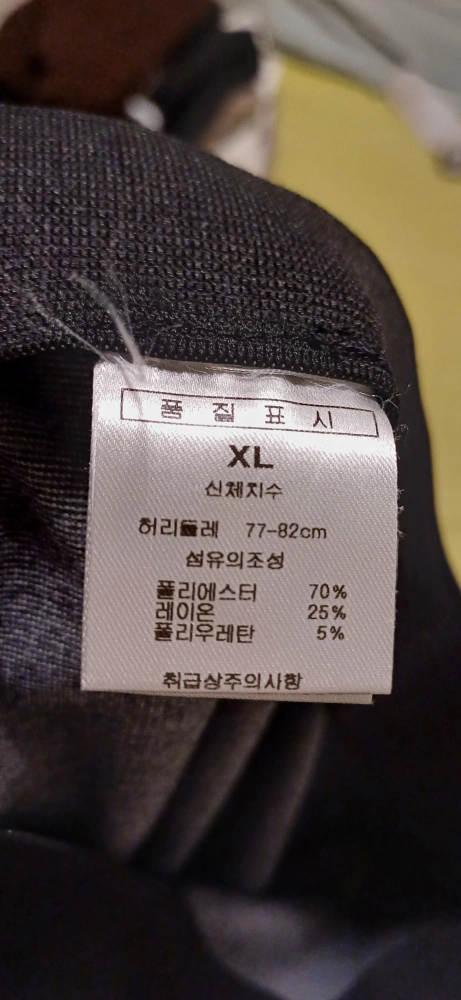 품 질 표 시
XL
신체치수
허리둘레 77-82cm
섬유의조성
폴리에스터 70%
레이온 25%
폴리우레탄 5%
취급상주의사항